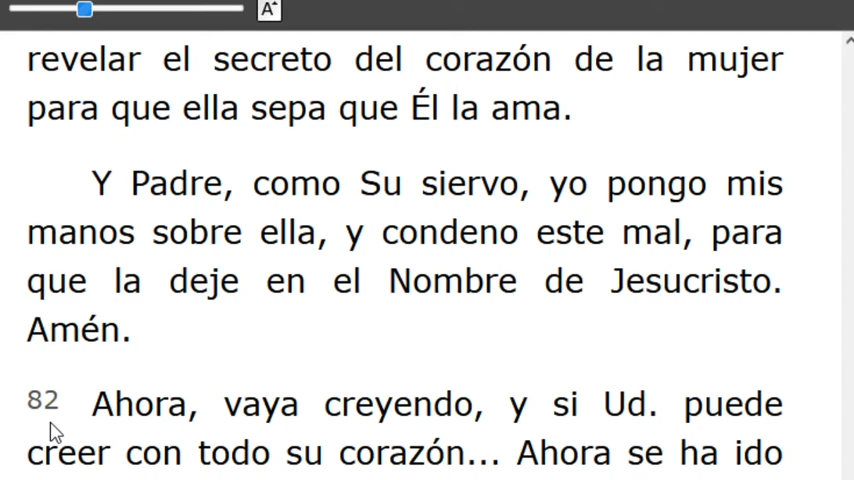 A
revelar el secreto del corazón de la mujer
para que ella sepa que Él la ama.
Y Padre, como Su siervo, yo pongo mis
manos sobre ella, y condeno este mal, para
que la deje en el Nombre de Jesucristo.
Amén.
82 Ahora, vaya creyendo, y si Ud. puede
creer con todo su corazón... Ahora se ha ido